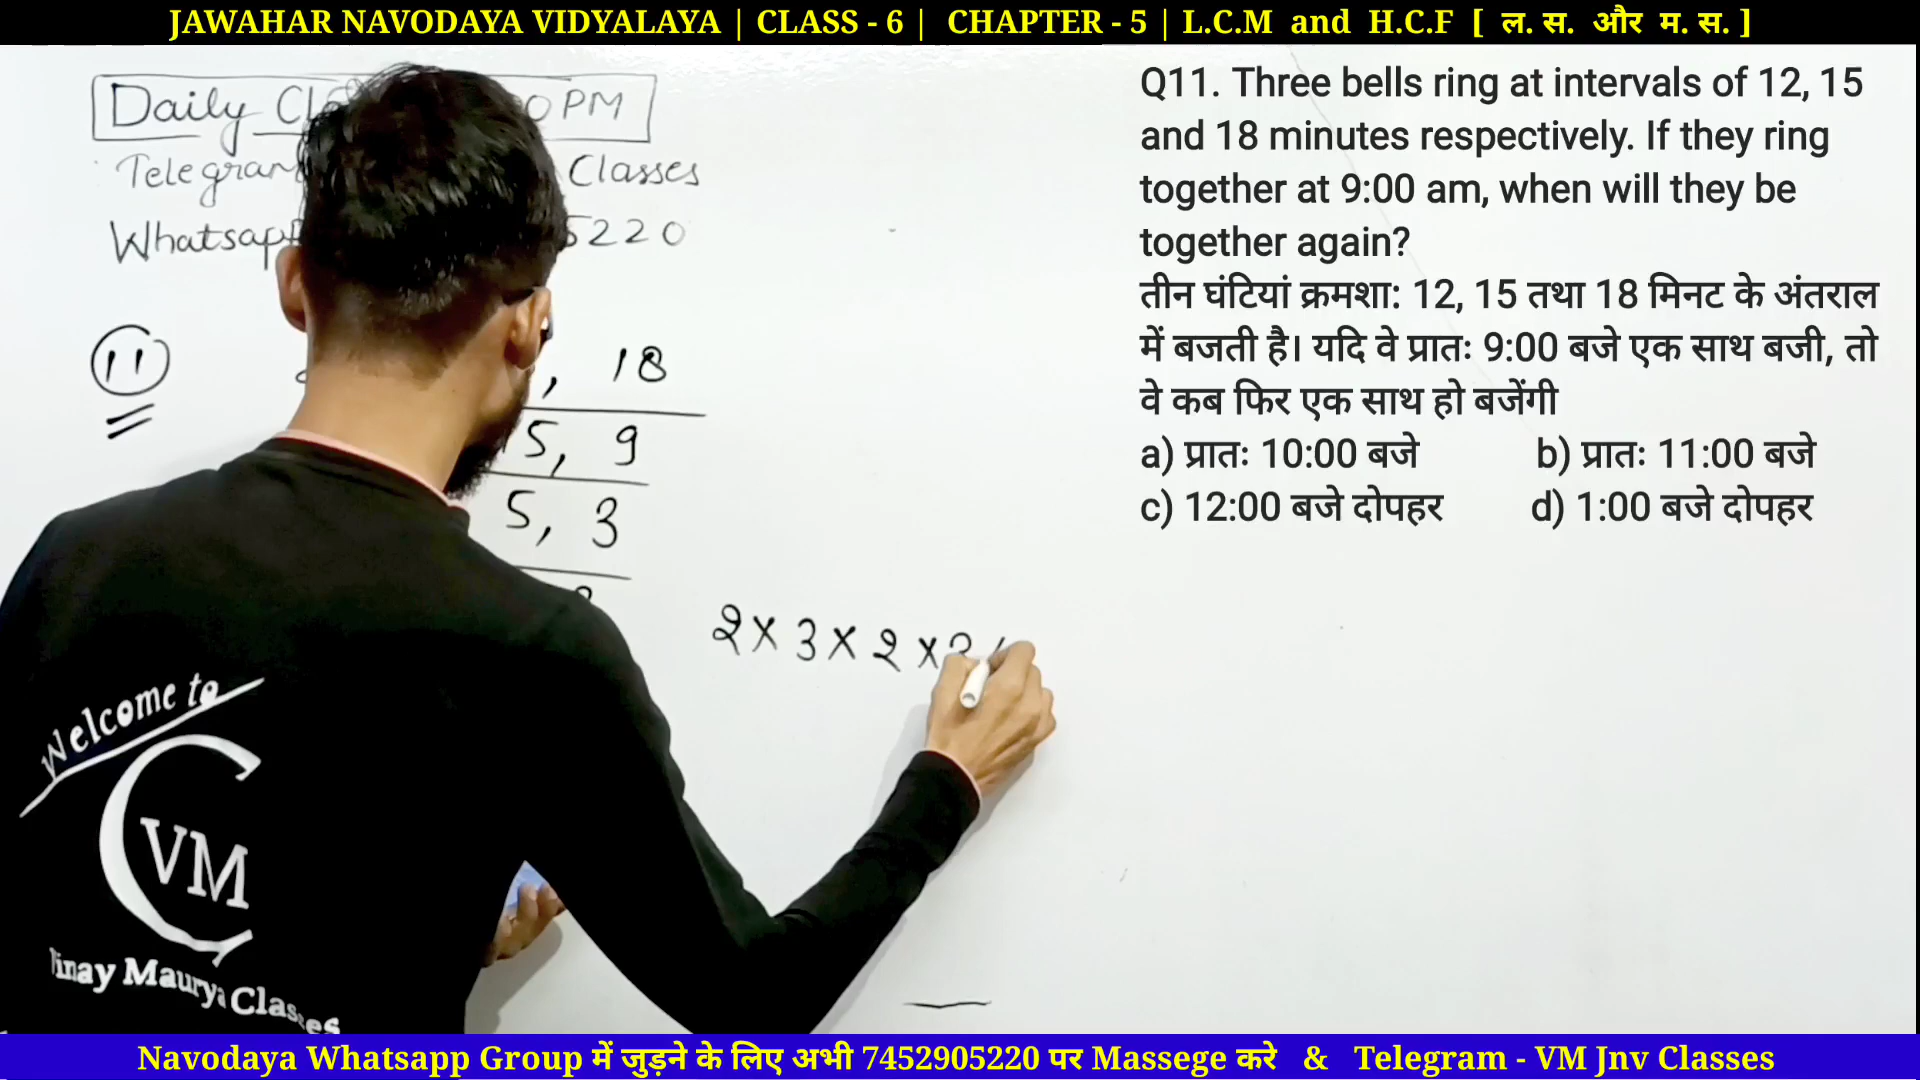 JAWAHAR NAVODAYA VIDYALAYA | CLASS - 6 | CHAPTER - 5 | L.C.M and H.C.F [ ल. स. और म. स. ]
Daily PM
Classes
5220
11
, 18
5, 9
5, 3
2 × 3 × 2 ×
Q11. Three bells ring at intervals of 12, 15
and 18 minutes respectively. If they ring
together at 9:00 am, when will they be
together again?
तीन घंटियां क्रमशा: 12, 15 तथा 18 मिनट के अंतराल
में बजती है। यदि वे प्रातः 9:00 बजे एक साथ बजी, तो
वे कब फिर एक साथ हो बजेंगी
a) प्रातः 10:00 बजे b) प्रातः 11:00 बजे
c) 12:00 बजे दोपहर d) 1:00 बजे दोपहर
Welcome to
VM
Maurya Classes
Navodaya Whatsapp Group में जुड़ने के लिए अभी 7452905220 पर Massege करे & Telegram - VM Jnv Classes